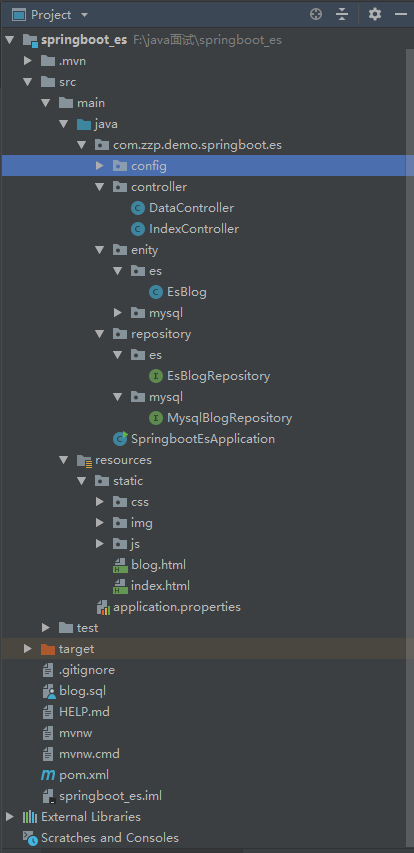 Project
springboot_es F:\java面试\springboot_es
.mvn
src
main
java
com.zzp.demo.springboot.es
config
controller
DataController
IndexController
enity
es
EsBlog
mysql
repository
es
EsBlogRepository
mysql
MysqlBlogRepository
SpringbootEsApplication
resources
static
css
img
js
blog.html
index.html
application.properties
test
target
.gitignore
blog.sql
HELP.md
mvnw
mvnw.cmd
pom.xml
springboot_es.iml
External Libraries
Scratches and Consoles